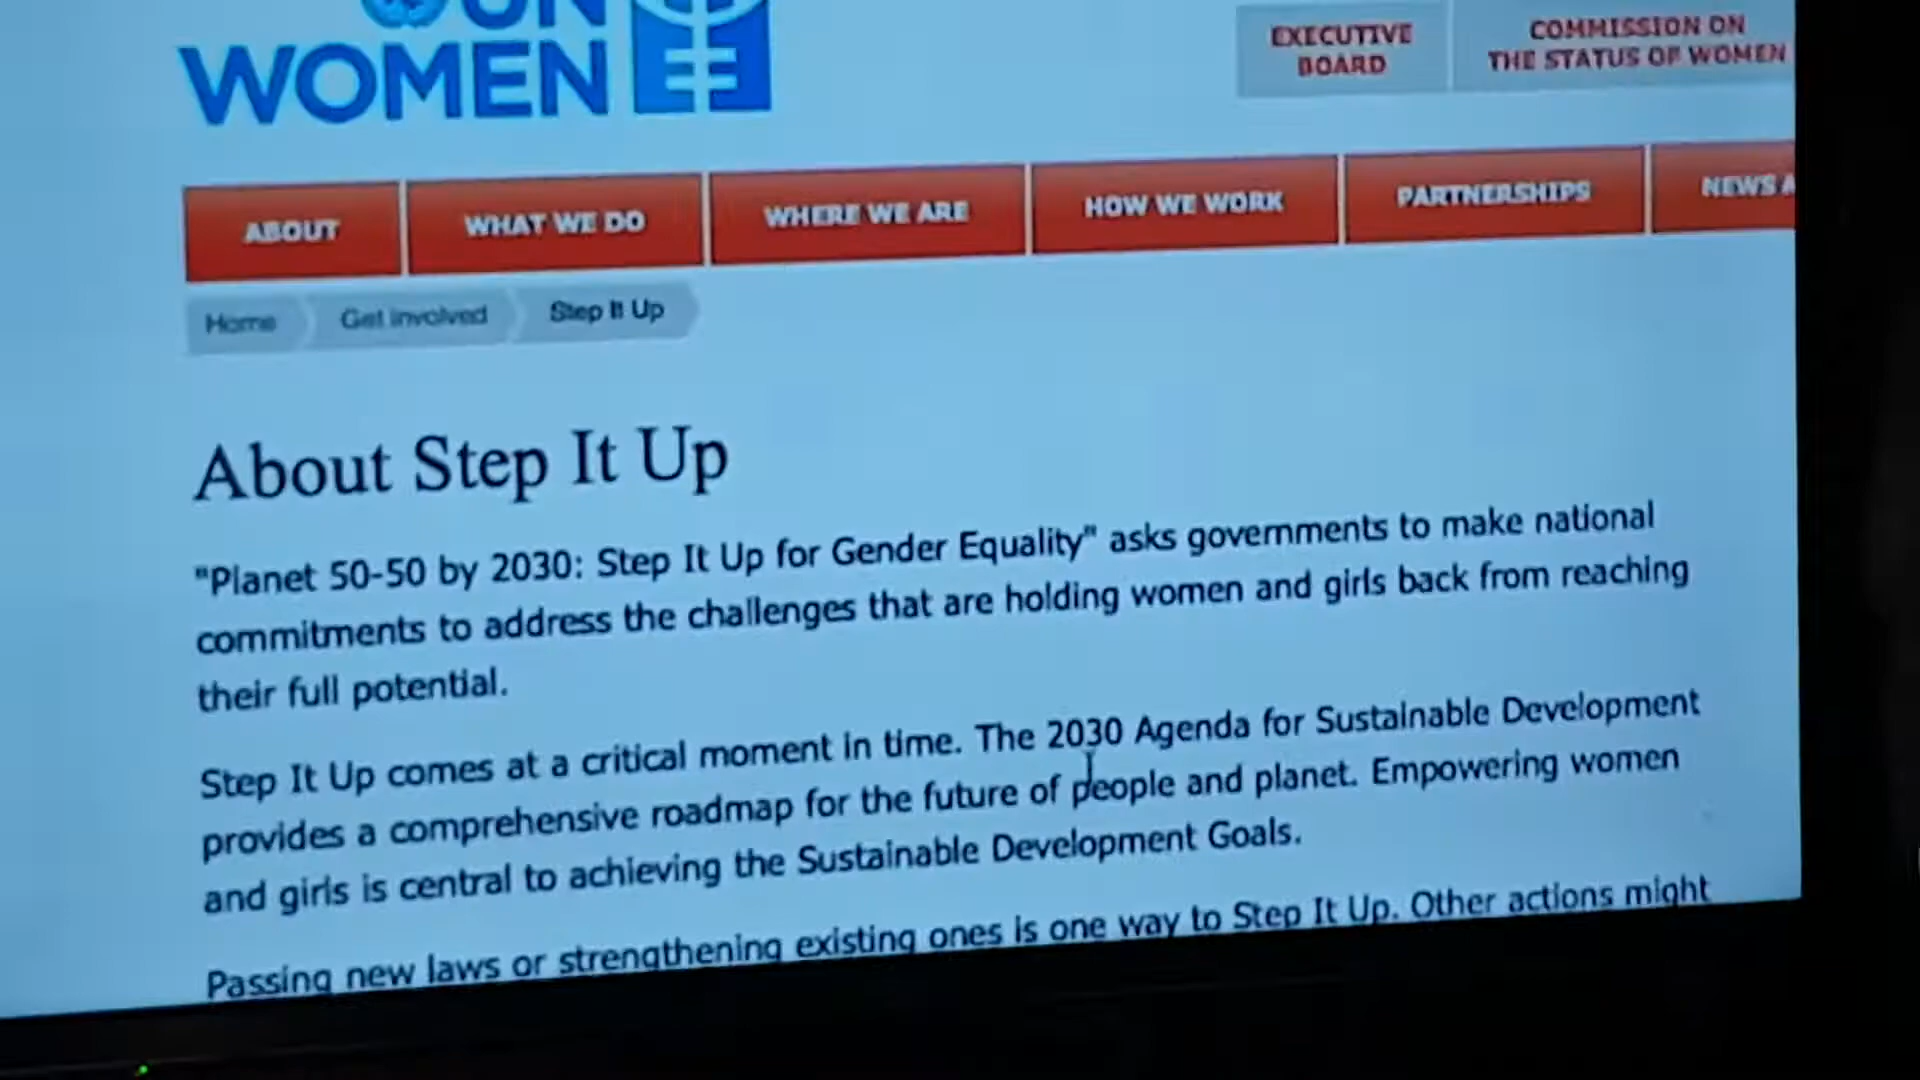 UN
WOMEN
EXECUTIVE
BOARD
COMMISSION ON
THE STATUS OF WOMEN
ABOUT
WHAT WE DO
WHERE WE ARE
HOW WE WORK
PARTNERSHIPS
NEWS A
Home
Get involved
Step It Up
About Step It Up
"Planet 50-50 by 2030: Step It Up for Gender Equality" asks governments to make national
commitments to address the challenges that are holding women and girls back from reaching
their full potential.
Step It Up comes at a critical moment in time. The 2030 Agenda for Sustainable Development
provides a comprehensive roadmap for the future of people and planet. Empowering women
and girls is central to achieving the Sustainable Development Goals.
Passing new laws or strengthening existing ones is one way to Step It Up. Other actions might